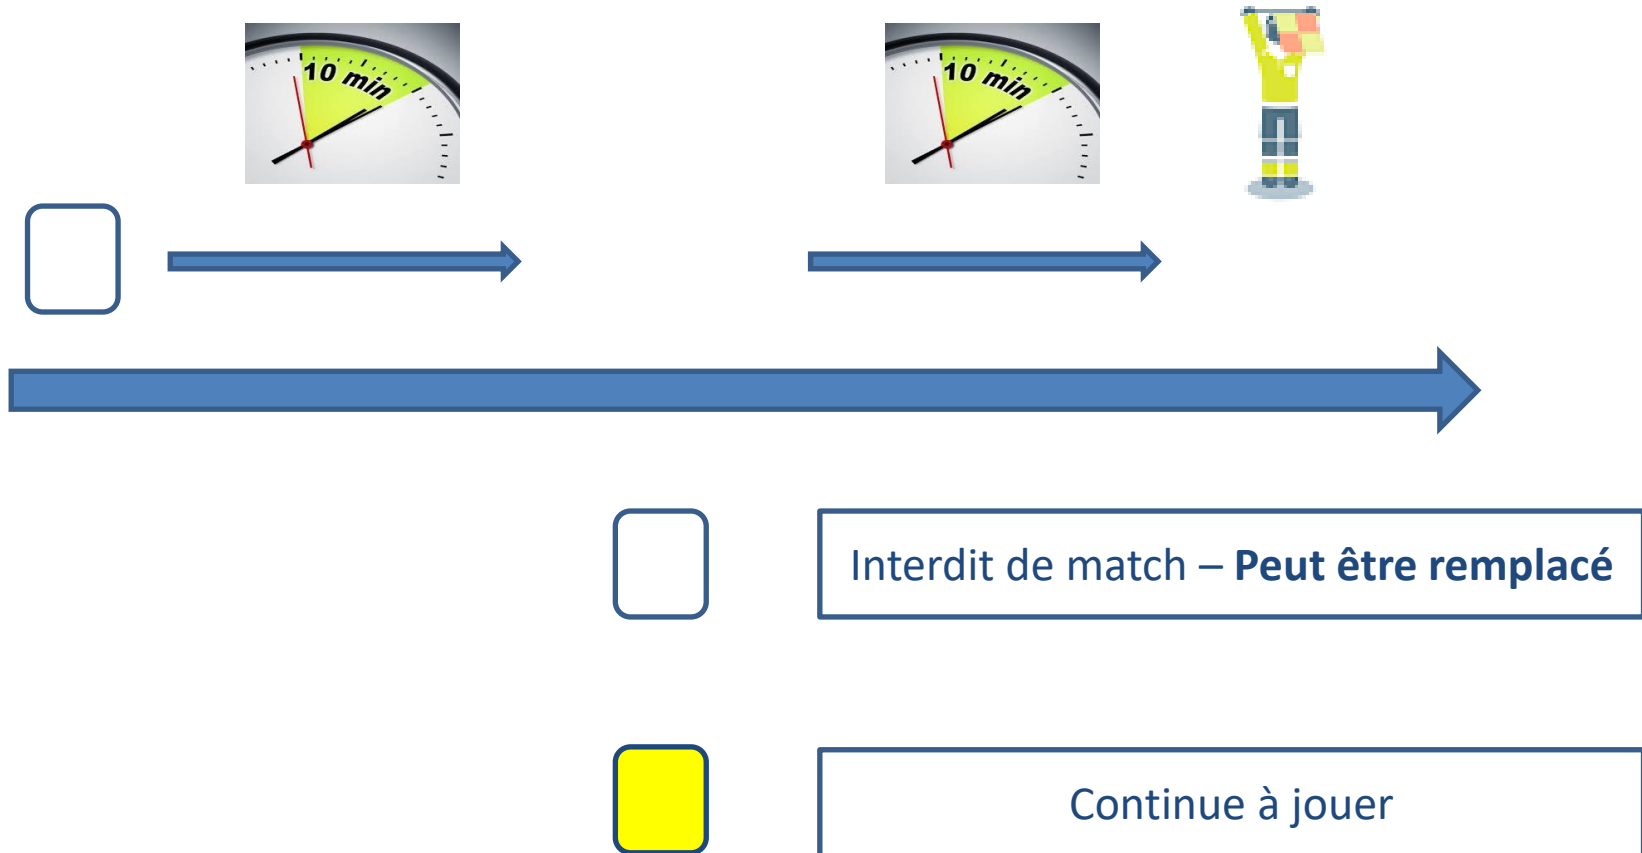 10 min
10 min
Interdit de match – Peut être remplacé
Continue à jouer